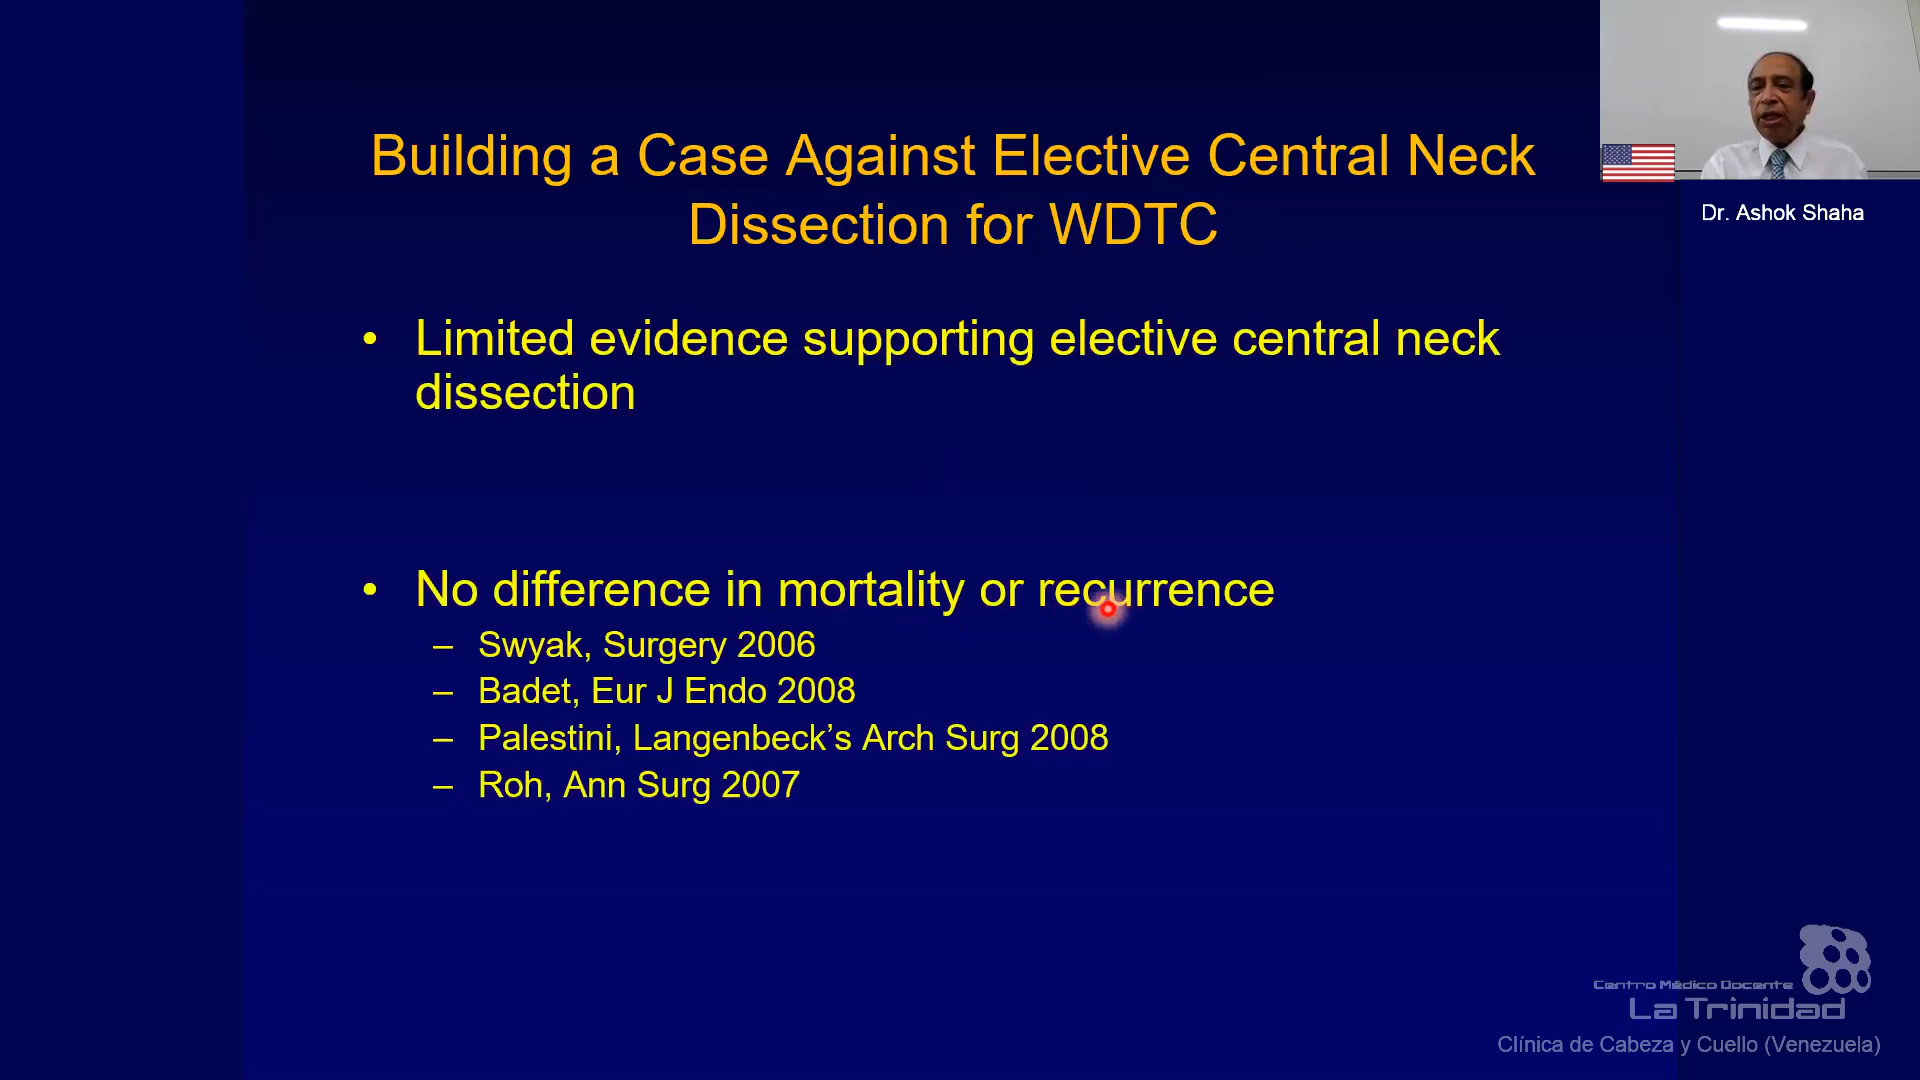 Building a Case Against Elective Central Neck
Dissection for WDTC
• Limited evidence supporting elective central neck
dissection
• No difference in mortality or recurrence
– Swyak, Surgery 2006
– Badet, Eur J Endo 2008
– Palestini, Langenbeck’s Arch Surg 2008
– Roh, Ann Surg 2007
Dr. Ashok Shaha
Centro Médico Docente
La Trinidad
Clínica de Cabeza y Cuello (Venezuela)